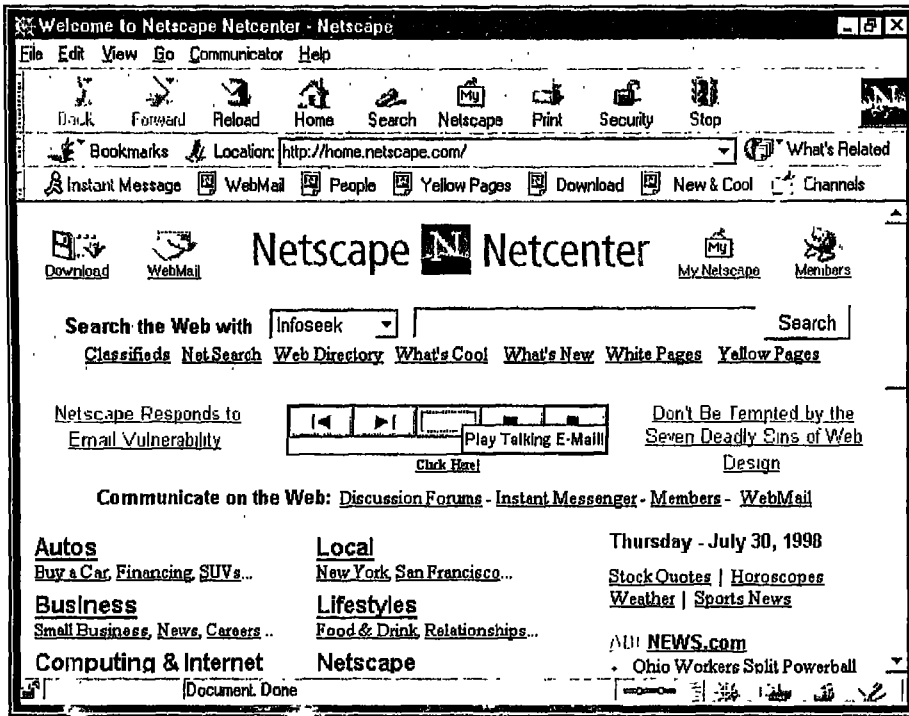 Welcome to Netscape Netcenter - Netscape
File Edit View Go Communicator Help
Back Forward Reload Home Search Netscape Print Security Stop
Bookmarks Location: http://home.netscape.com/ What's Related
Instant Message WebMail People Yellow Pages Download New & Cool Channels
Netscape N Netcenter
Download WebMail My Netscape Members
Search the Web with Infoseek Search
Classifieds Net Search Web Directory What's Cool What's New White Pages Yellow Pages
Netscape Responds to
Email Vulnerability
Play Talking E-Mail!
Click Here!
Don't Be Tempted by the
Seven Deadly Sins of Web
Design
Communicate on the Web: Discussion Forums - Instant Messenger - Members - WebMail
Autos
Buy a Car, Financing, SUVs...
Business
Small Business, News, Careers ..
Computing & Internet
Local
New York, San Francisco...
Lifestyles
Food & Drink, Relationships...
Netscape
Thursday - July 30, 1998
Stock Quotes | Horoscopes
Weather | Sports News
NEWS.com
Ohio Workers Split Powerball
Document. Done